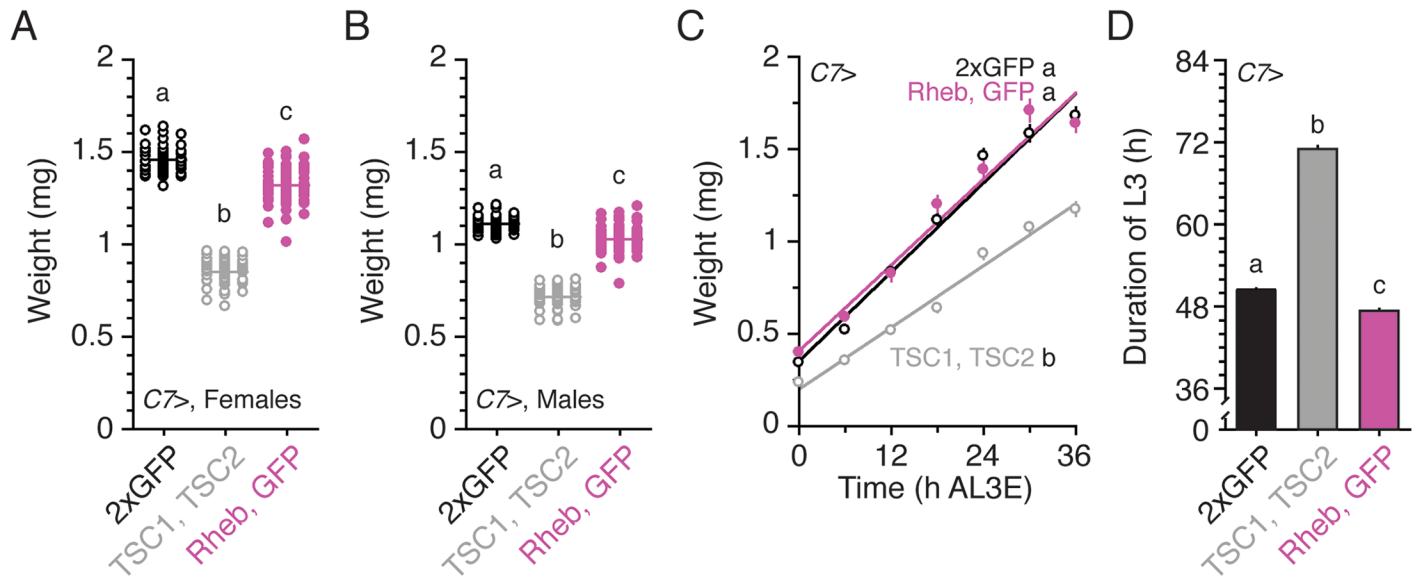 A
Weight (mg)
2
1.5
1
0.5
0
a
b
c
C7>, Females
2xGFP
TSC1, TSC2
Rheb, GFP
B
Weight (mg)
2
1.5
1
0.5
0
a
b
c
C7>, Males
2xGFP
TSC1, TSC2
Rheb, GFP
C
Weight (mg)
2
1.5
1
0.5
0
C7>
2xGFP a
Rheb, GFP a
TSC1, TSC2 b
0 12 24 36
Time (h AL3E)
D
Duration of L3 (h)
84
72
60
48
36
0
C7>
a
b
c
2xGFP
TSC1, TSC2
Rheb, GFP